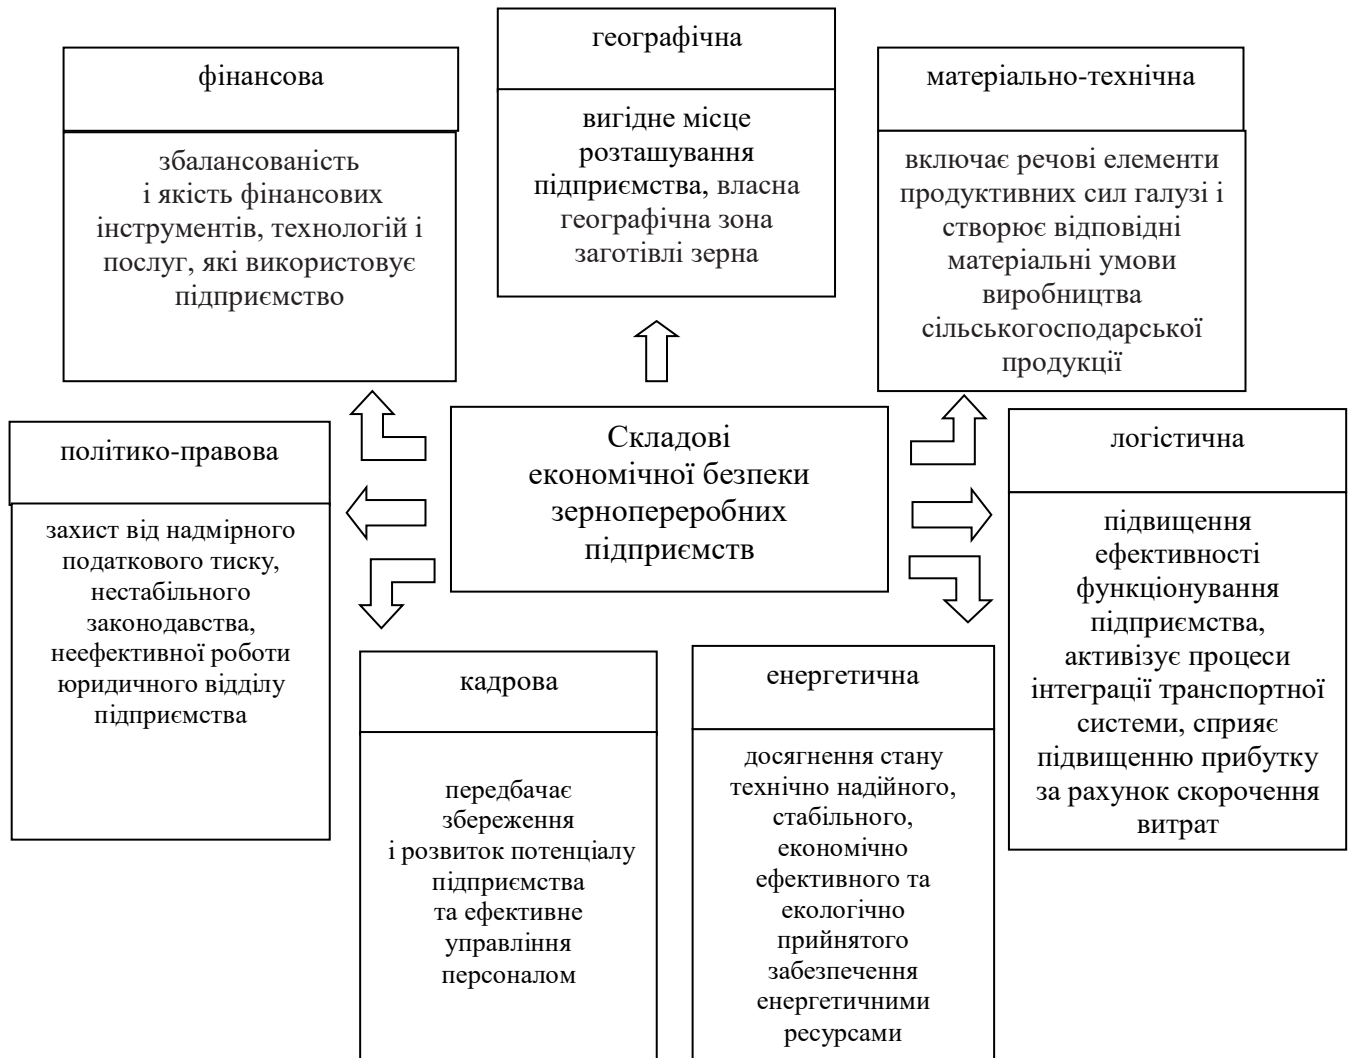 фінансова
збалансованість
і якість фінансових
інструментів, технологій і
послуг, які використовує
підприємство
географічна
вигідне місце
розташування
підприємства, власна
географічна зона
заготівлі зерна
матеріально-технічна
включає речові елементи
продуктивних сил галузі і
створює відповідні
матеріальні умови
виробництва
сільськогосподарської
продукції
політико-правова
захист від надмірного
податкового тиску,
нестабільного
законодавства,
неефективної роботи
юридичного відділу
підприємства
Складові
економічної безпеки
зернопереробних
підприємств
логістична
підвищення
ефективності
функціонування
підприємства,
активізує процеси
інтеграції транспортної
системи, сприяє
підвищенню прибутку
за рахунок скорочення
витрат
кадрова
передбачає
збереження
і розвиток потенціалу
підприємства
та ефективне
управління
персоналом
енергетична
досягнення стану
технічно надійного,
стабільного,
економічно
ефективного та
екологічно
прийнятого
забезпечення
енергетичними
ресурсами